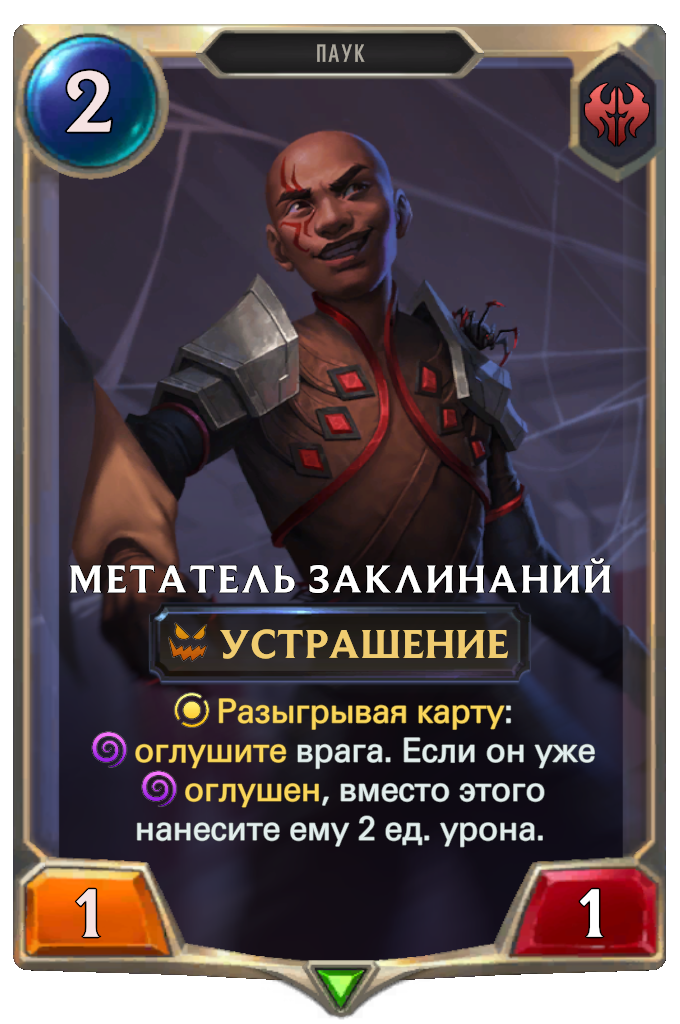 ПАУК
2
МЕТАТЕЛЬ ЗАКЛИНАНИЙ
УСТРАШЕНИЕ
Разыгрывая карту:
оглушите врага. Если он уже
оглушен, вместо этого
нанесите ему 2 ед. урона.
1
1